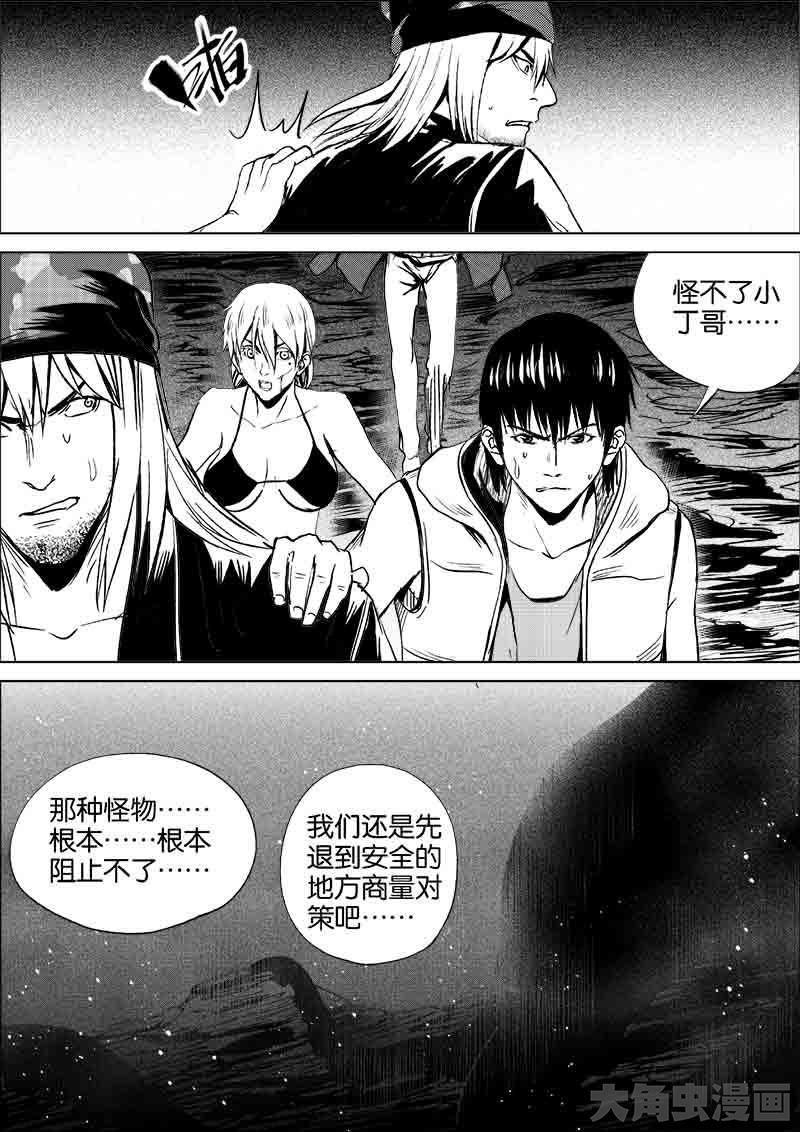 啪
怪不了小
丁哥……
那种怪物……
根本……根本
阻止不了……
我们还是先
退到安全的
地方商量对
策吧……
大角虫漫画